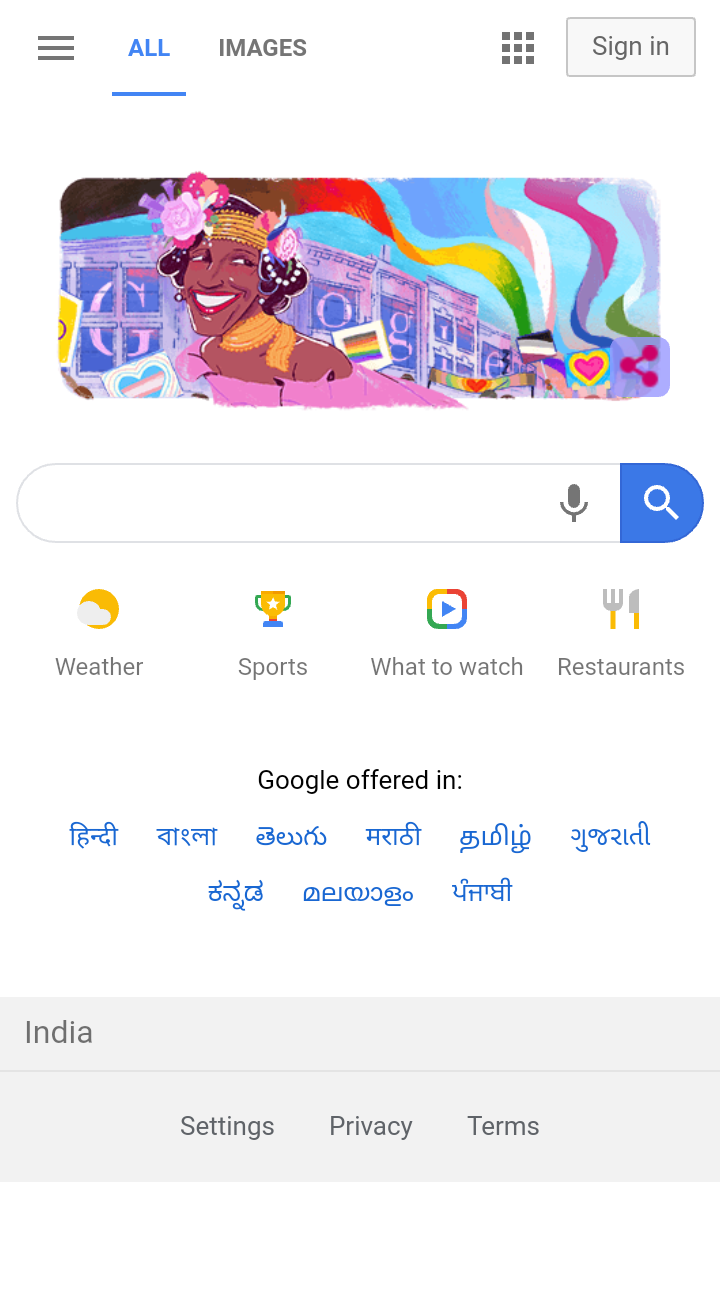 ALL IMAGES Sign in
Google
Weather Sports What to watch Restaurants
Google offered in:
हिन्दी বাংলা తెలుగు मराठी தமிழ் ગુજરાતી
ಕನ್ನಡ മലയാളം ਪੰਜਾਬੀ
India
Settings Privacy Terms